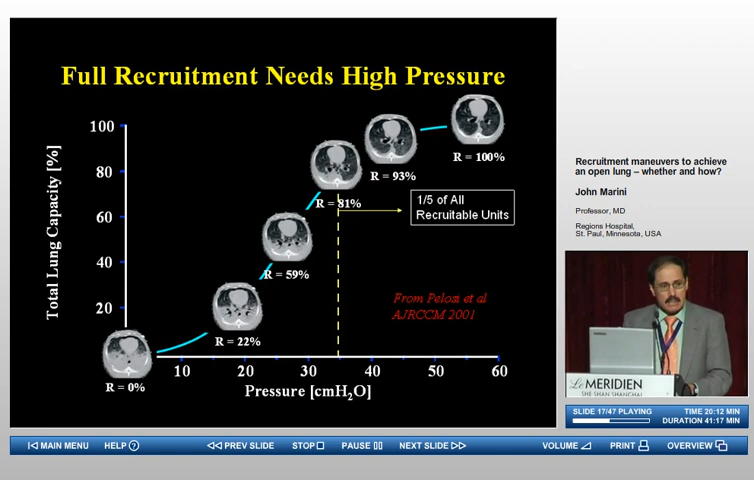 Full Recruitment Needs High Pressure
Total Lung Capacity [%]
100
80
60
40
20
R = 100%
R = 93%
R = 81%
R = 59%
R = 22%
R = 0%
1/5 of All
Recruitable Units
From Pelosi et al
AJRCCM 2001
10 20 30 40 50 60
Pressure [cmH₂O]
Recruitment maneuvers to achieve
an open lung – whether and how?
John Marini
Professor, MD
Regions Hospital,
St. Paul, Minnesota, USA
Le MERIDIEN
SHE SHAN SHANGHAI
SLIDE 17/47 PLAYING TIME 20:12 MIN
DURATION 41:17 MIN
MAIN MENU HELP ? PREV SLIDE STOP PAUSE NEXT SLIDE VOLUME PRINT OVERVIEW